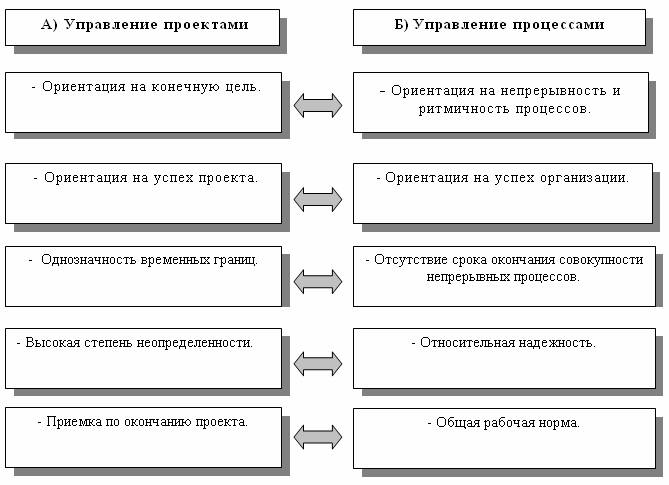 А) Управление проектами
Б) Управление процессами
- Ориентация на конечную цель.
- Ориентация на непрерывность и
ритмичность процессов.
- Ориентация на успех проекта.
- Ориентация на успех организации.
- Однозначность временных границ.
- Отсутствие срока окончания совокупности
непрерывных процессов.
- Высокая степень неопределенности.
- Относительная надежность.
- Приемка по окончанию проекта.
- Общая рабочая норма.